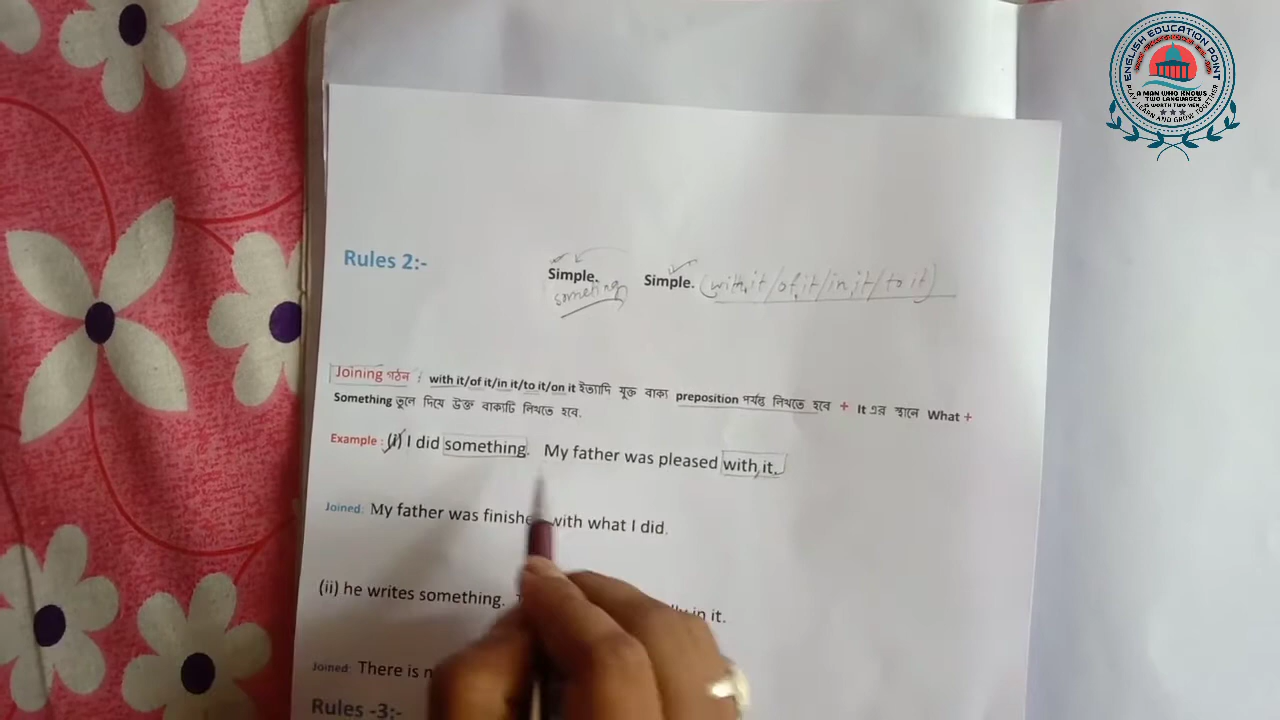 ENGLISH EDUCATION POINT
A MAN WHO KNOWS
TWO LANGUAGES
IS WORTH TWO MEN
PLAY, LEARN AND GROW TOGETHER
Rules 2:- Simple. Simple. (with it/of it/in it/to it)
someting
Joining গঠন : with it/of it/in it/to it/on it ইত্যাদি যুক্ত বাক্য preposition পর্যন্ত লিখতে হবে + It এর স্থানে What +
Something তুলে দিয়ে উক্ত বাক্যটি লিখতে হবে.
Example : (i) I did something. My father was pleased with it.
Joined: My father was finishe with what I did.
(ii) he writes something. in it.
Joined: There is
Rules -3:-